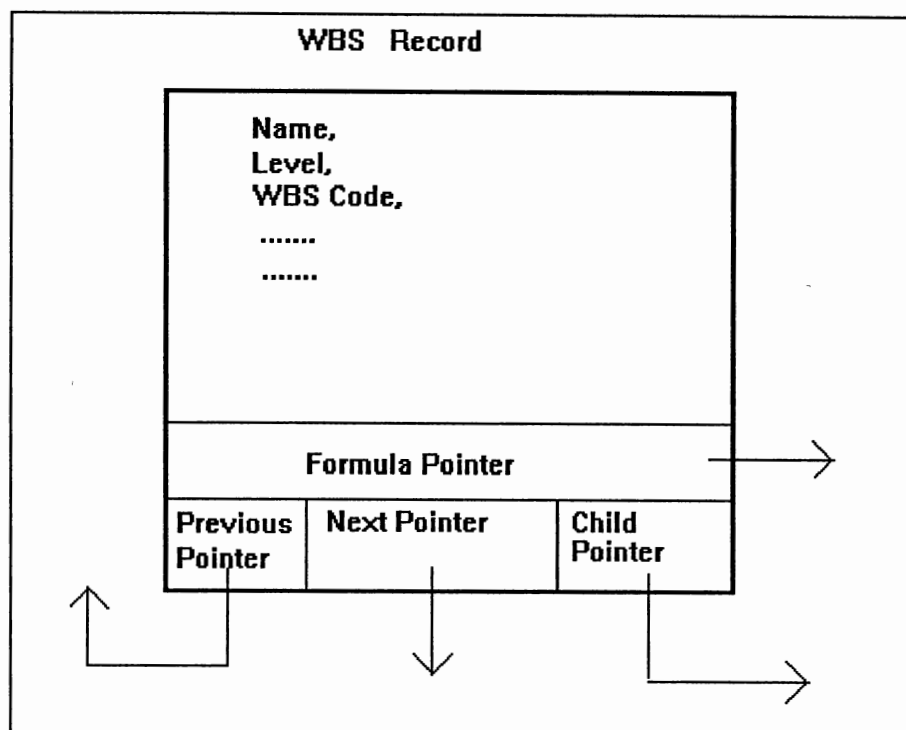 WBS Record
Name,
Level,
WBS Code,
.......
.......
Formula Pointer
Previous
Pointer
Next Pointer
Child
Pointer